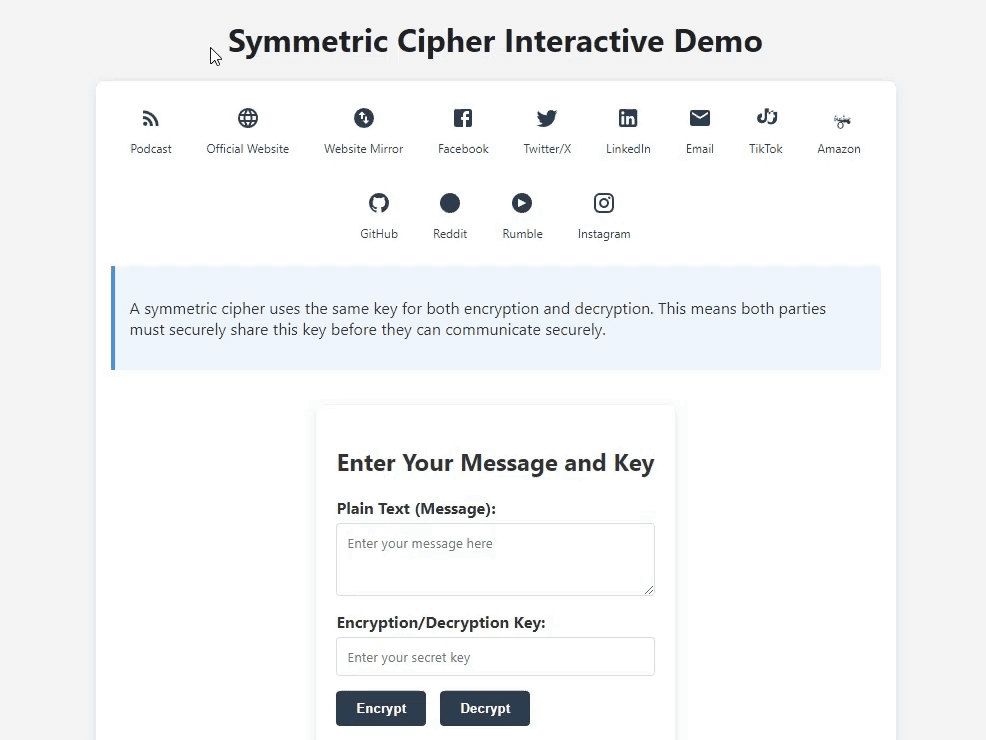 Symmetric Cipher Interactive Demo
Podcast
Official Website
Website Mirror
Facebook
Twitter/X
LinkedIn
Email
TikTok
Amazon
GitHub
Reddit
Rumble
Instagram
A symmetric cipher uses the same key for both encryption and decryption. This means both parties
must securely share this key before they can communicate securely.
Enter Your Message and Key
Plain Text (Message):
Enter your message here
Encryption/Decryption Key:
Enter your secret key
Encrypt
Decrypt